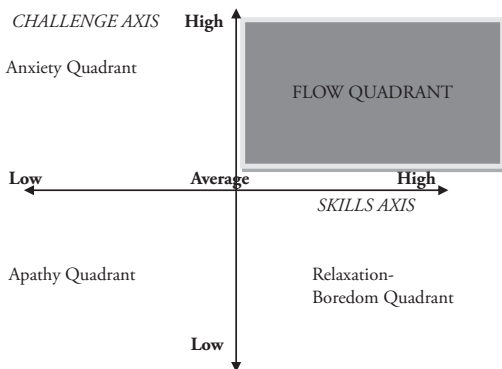 CHALLENGE AXIS High
Anxiety Quadrant
FLOW QUADRANT
Low Average High
SKILLS AXIS
Apathy Quadrant Relaxation-
Boredom Quadrant
Low